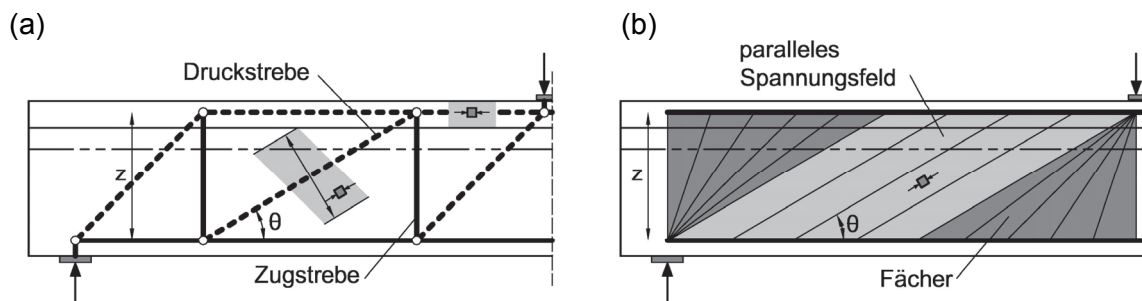 (a)
Druckstrebe
z
θ
Zugstrebe
(b)
paralleles
Spannungsfeld
z
θ
Fächer